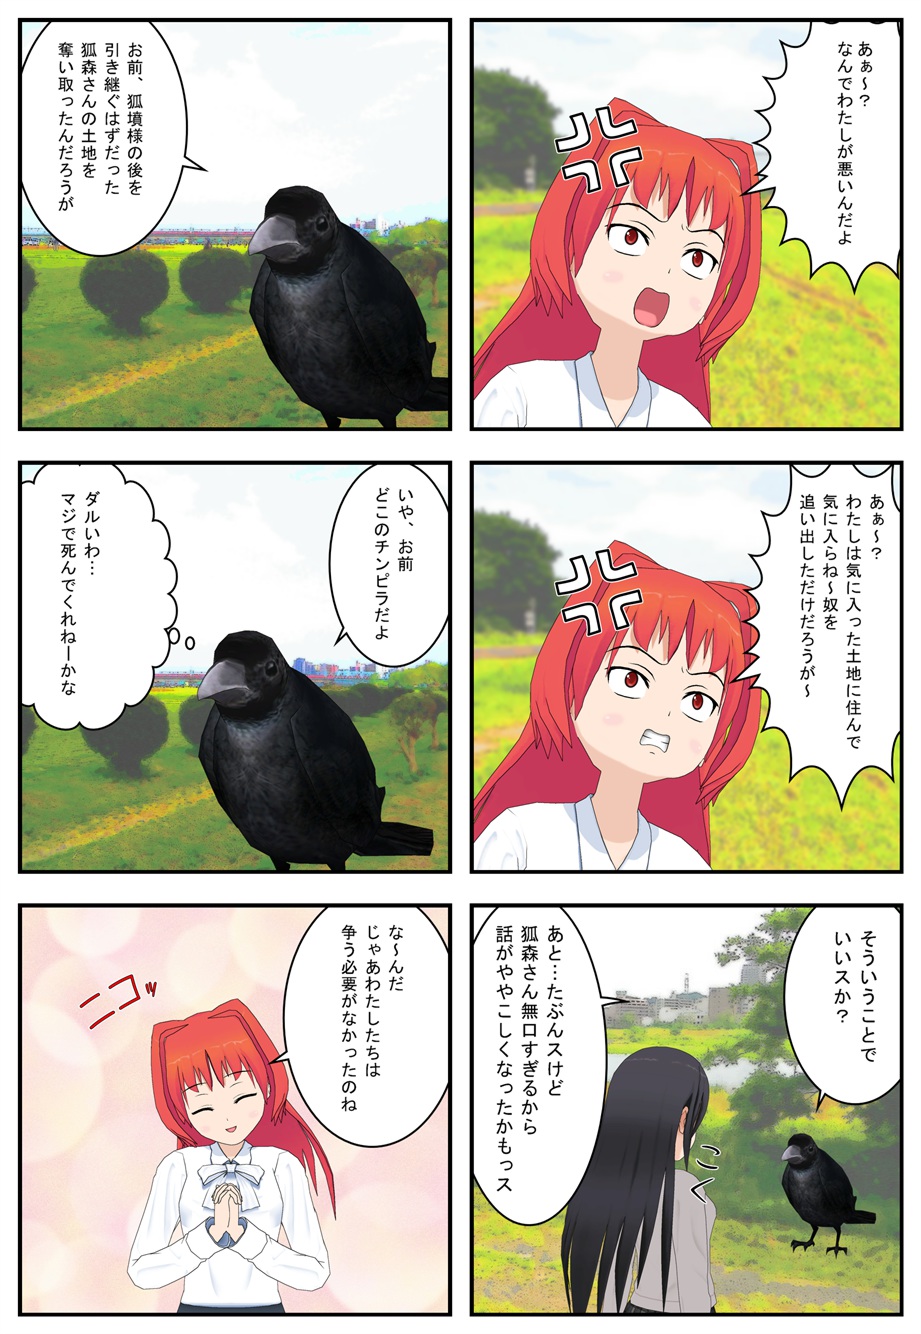 あぁ～？
なんでわたしが悪いんだよ
お前、狐墳様の後を
引き継ぐはずだった
狐森さんの土地を
奪い取ったんだろうが
あぁ～？
わたしは気に入った土地に住んで
気に入らね～奴を
追い出しただけだろうが～
いや、お前
どこのチンピラだよ
ダルいわ…
マジで死んでくれねーかな
そういうことで
いいスか？
あと…たぶんスけど
狐森さん無口すぎるから
話がややこしくなったかもっス
こく
な～んだ
じゃあわたしたちは
争う必要がなかったのね
ニコッ